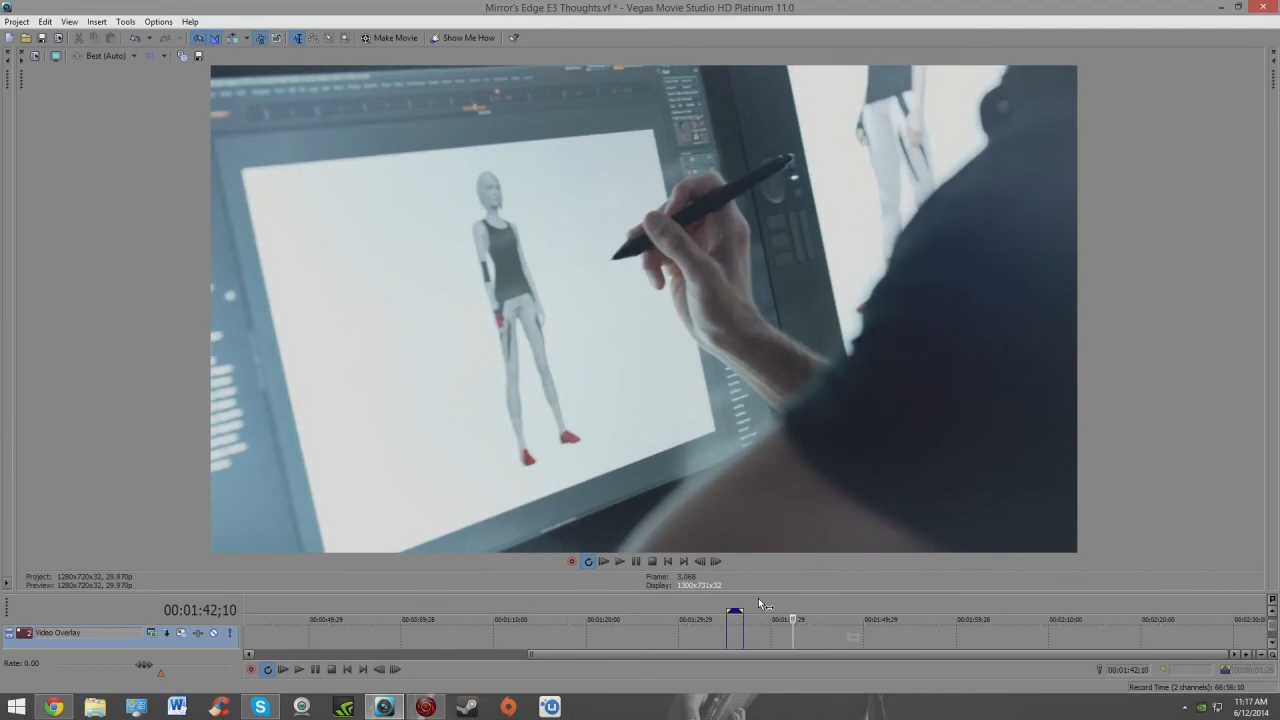 Mirror's Edge E3 Thoughts.vf * - Vegas Movie Studio HD Platinum 11.0
Project Edit View Insert Tools Options Help
Make Movie Show Me How
Best (Auto)
Project: 1280x720x32, 29.970p
Preview: 1280x720x32, 29.970p
Frame: 3,068
Display: 1300x731x32
00:01:42;10
00:00:49:29 00:00:59:28 00:01:10:00 00:01:20:00 00:01:29:29 00:01:49:29 00:01:59:28 00:02:10:00 00:02:20:00
2 Video Overlay
Rate: 0.00
00:01:42;10
Record Time (2 channels): 66:56:10
11:17 AM
6/12/2014